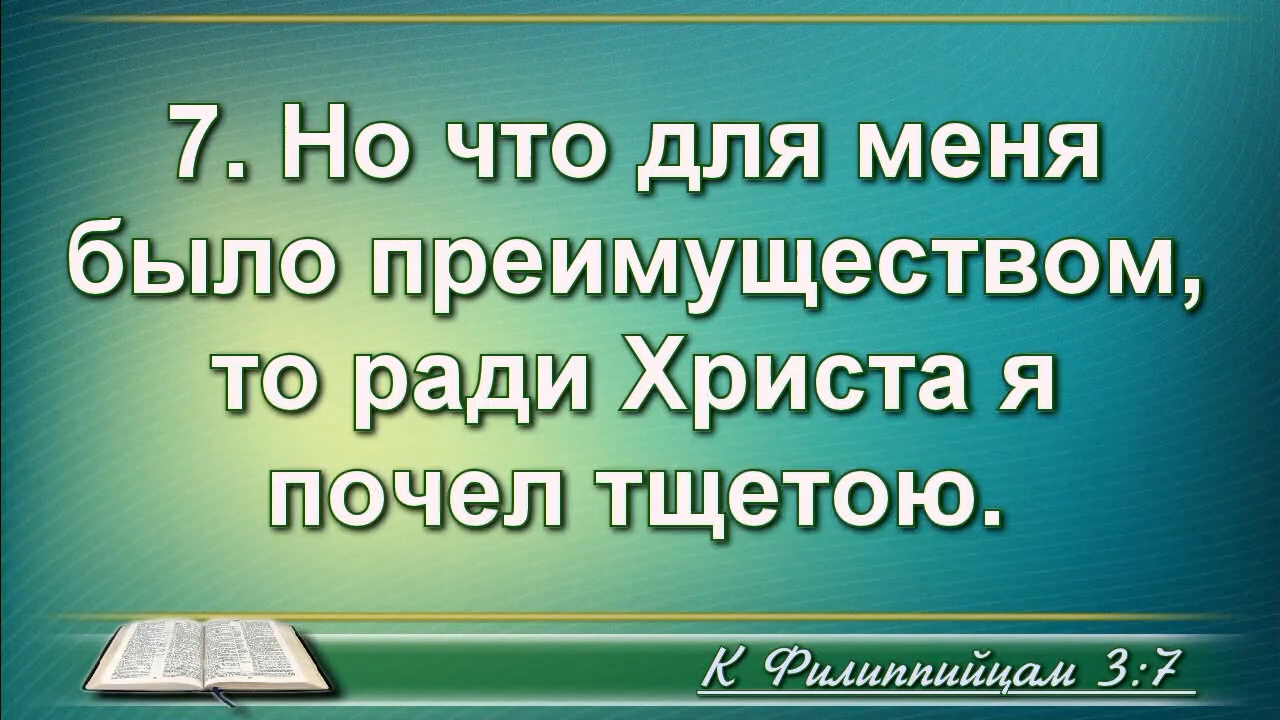 7. Но что для меня
было преимуществом,
то ради Христа я
почел тщетою.
К Филиппийцам 3:7